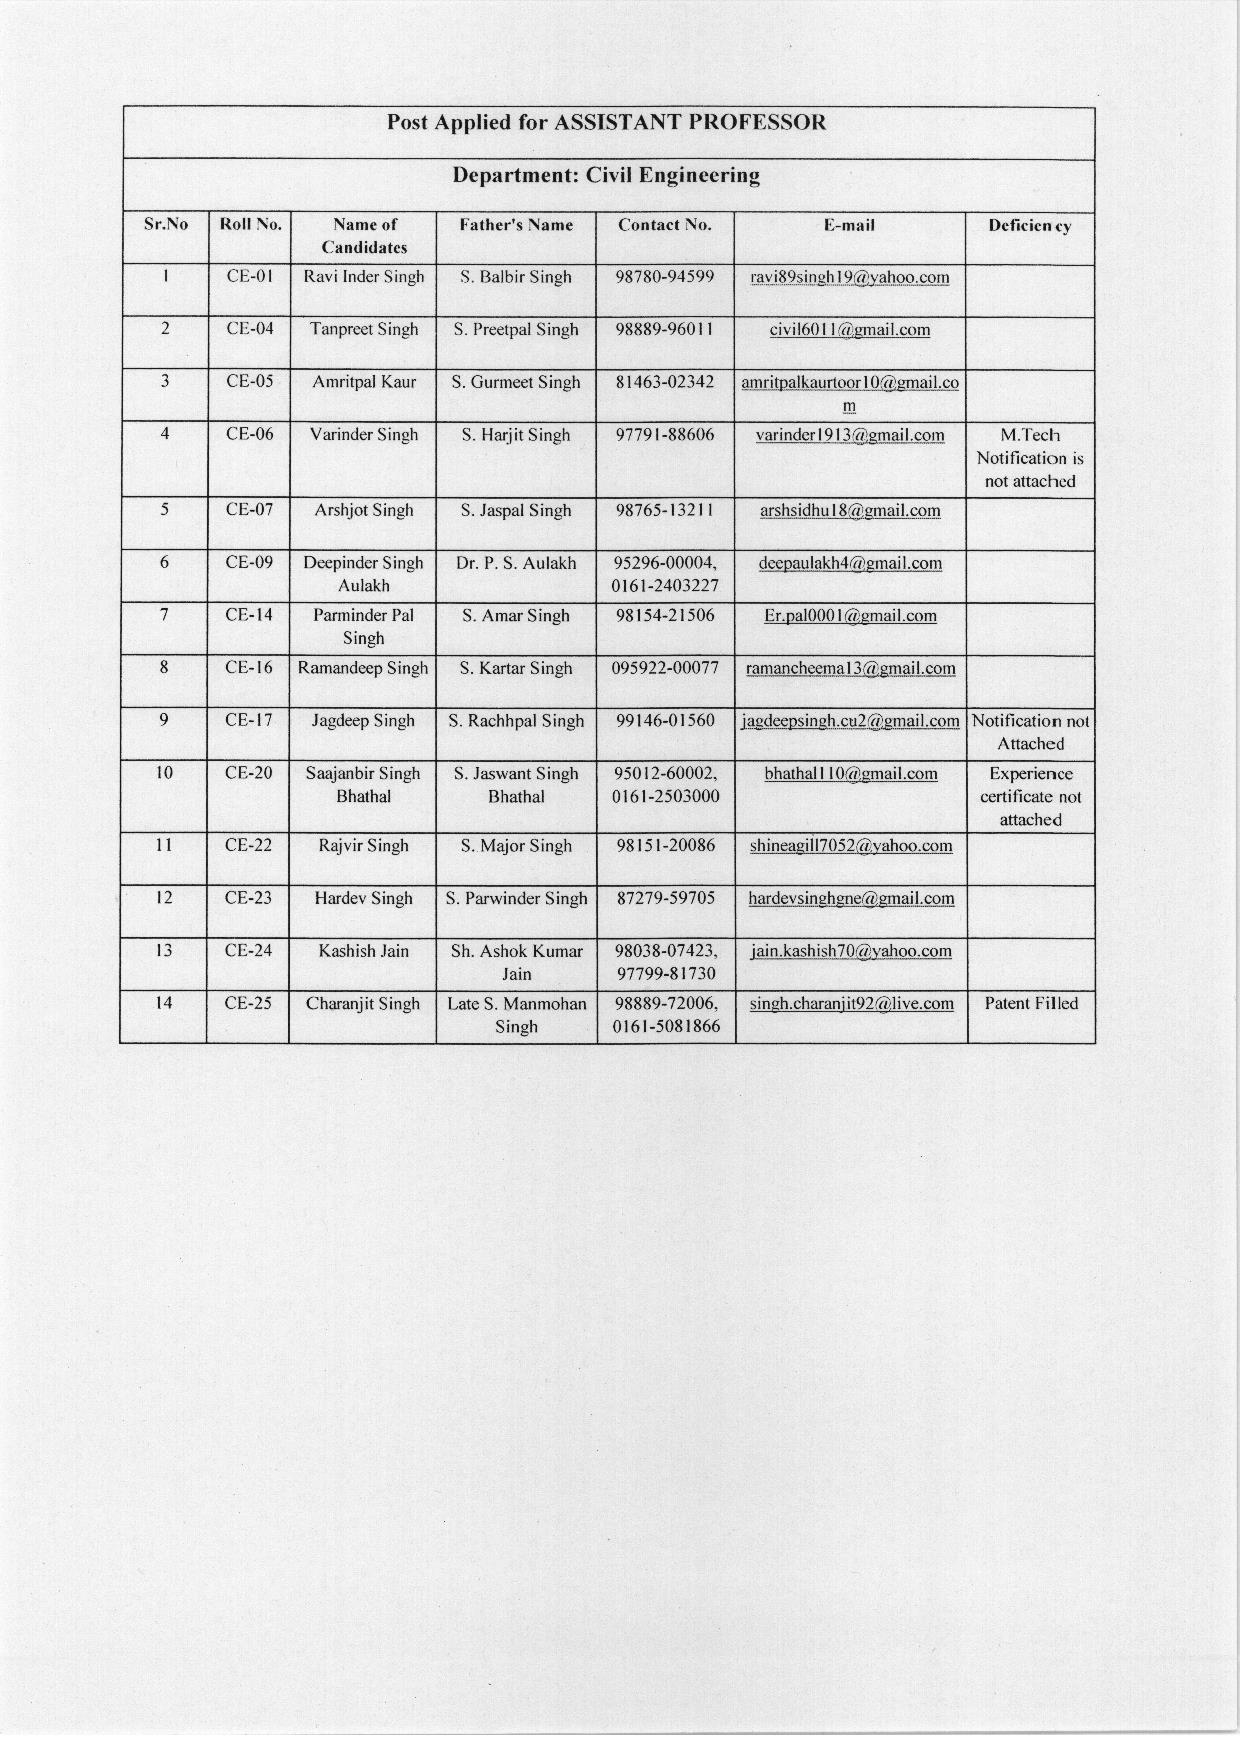 Post Applied for ASSISTANT PROFESSOR
Department: Civil Engineering
Sr.No Roll No. Name of Candidates Father's Name Contact No. E-mail Deficiency
1 CE-01 Ravi Inder Singh S. Balbir Singh 98780-94599 ravi89singh19@yahoo.com
2 CE-04 Tanpreet Singh S. Preetpal Singh 98889-96011 civil6011@gmail.com
3 CE-05 Amritpal Kaur S. Gurmeet Singh 81463-02342 amritpalkaurtoor10@gmail.co
m
4 CE-06 Varinder Singh S. Harjit Singh 97791-88606 varinder1913@gmail.com M.Tech
Notification is
not attached
5 CE-07 Arshjot Singh S. Jaspal Singh 98765-13211 arshsidhu18@gmail.com
6 CE-09 Deepinder Singh Dr. P. S. Aulakh 95296-00004, deepaulakh4@gmail.com
Aulakh 0161-2403227
7 CE-14 Parminder Pal S. Amar Singh 98154-21506 Er.pal0001@gmail.com
Singh
8 CE-16 Ramandeep Singh S. Kartar Singh 095922-00077 ramancheema13@gmail.com
9 CE-17 Jagdeep Singh S. Rachhpal Singh 99146-01560 jagdeepsingh.cu2@gmail.com Notification not
Attached
10 CE-20 Saajanbir Singh S. Jaswant Singh 95012-60002, bhathal110@gmail.com Experience
Bhathal Bhathal 0161-2503000 certificate not
attached
11 CE-22 Rajvir Singh S. Major Singh 98151-20086 shineagill7052@yahoo.com
12 CE-23 Hardev Singh S. Parwinder Singh 87279-59705 hardevsinghgne@gmail.com
13 CE-24 Kashish Jain Sh. Ashok Kumar 98038-07423, jain.kashish70@yahoo.com
Jain 97799-81730
14 CE-25 Charanjit Singh Late S. Manmohan 98889-72006, singh.charanjit92@live.com Patent Filled
Singh 0161-5081866